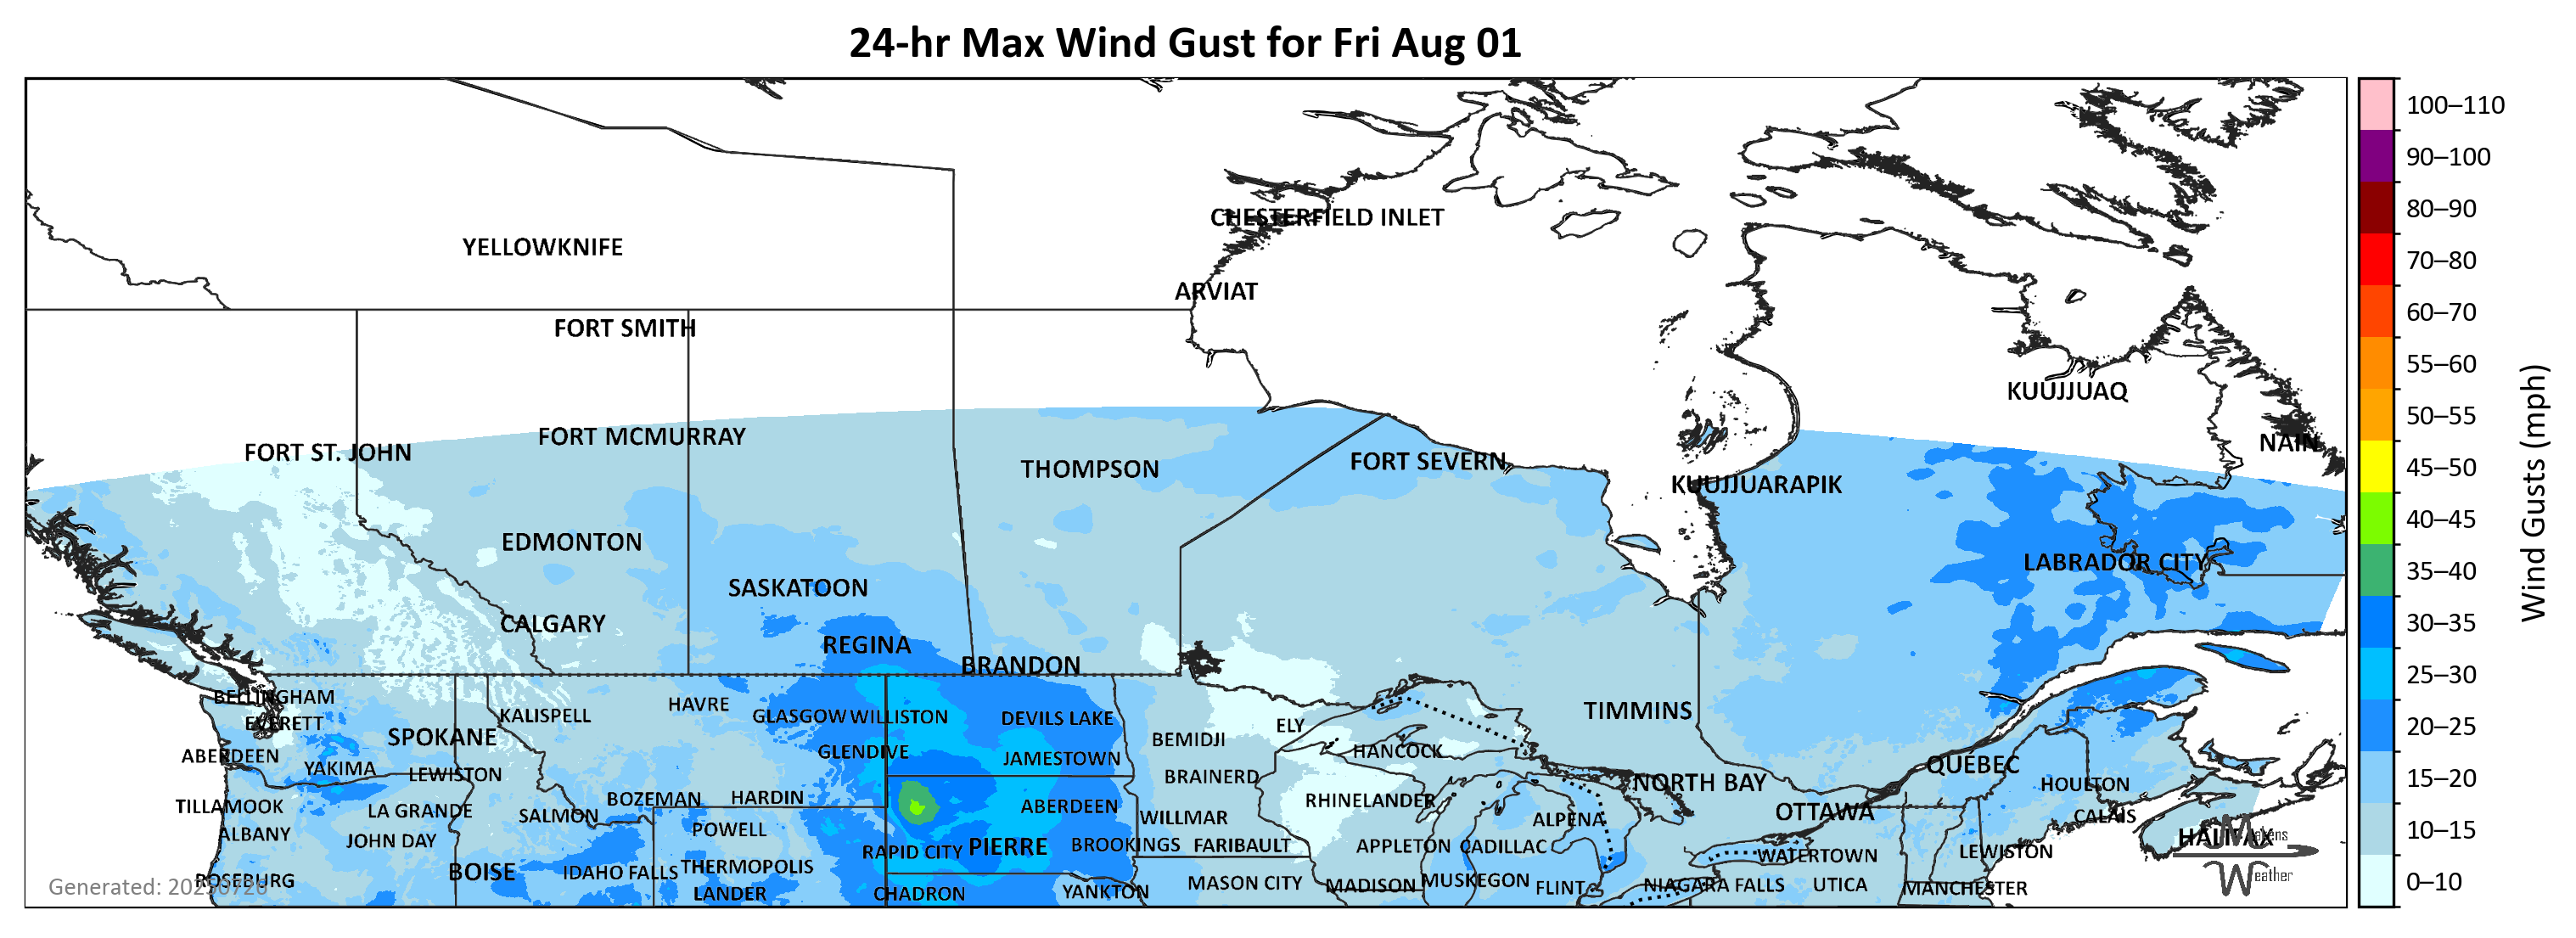 24-hr Max Wind Gust for Fri Aug 01
100–110
90–100
80–90
70–80
60–70
55–60
50–55
45–50
40–45
35–40
30–35
25–30
20–25
15–20
10–15
0–10
Wind Gusts (mph)
CHESTERFIELD INLET
YELLOWKNIFE
ARVIAT
FORT SMITH
KUUJJUAQ
FORT MCMURRAY
NAIN
FORT ST. JOHN
FORT SEVERN
THOMPSON
KUUJJUARAPIK
EDMONTON
LABRADOR CITY
SASKATOON
CALGARY
REGINA
BRANDON
BELLINGHAM
HAVRE
TIMMINS
KALISPELL
GLASGOW
WILLISTON
DEVILS LAKE
EVERETT
ELY
SPOKANE
BEMIDJI
GLENDIVE
HANCOCK
ABERDEEN
JAMESTOWN
QUEBEC
YAKIMA
LEWISTON
BRAINERD
NORTH BAY
HOULTON
BOZEMAN
HARDIN
RHINELANDER
TILLAMOOK
ABERDEEN
LA GRANDE
SALMON
WILLMAR
ALPENA
OTTAWA
CALAIS
POWELL
ALBANY
HALIFAX
Makens
JOHN DAY
RAPID CITY
PIERRE
BROOKINGS
FARIBAULT
APPLETON
CADILLAC
LEWISTON
WATERTOWN
THERMOPOLIS
BOISE
IDAHO FALLS
Weather
ROSEBURG
MUSKEGON
MASON CITY
MADISON
FLINT
NIAGARA FALLS
UTICA
MANCHESTER
LANDER
CHADRON
YANKTON
Generated: 20250726